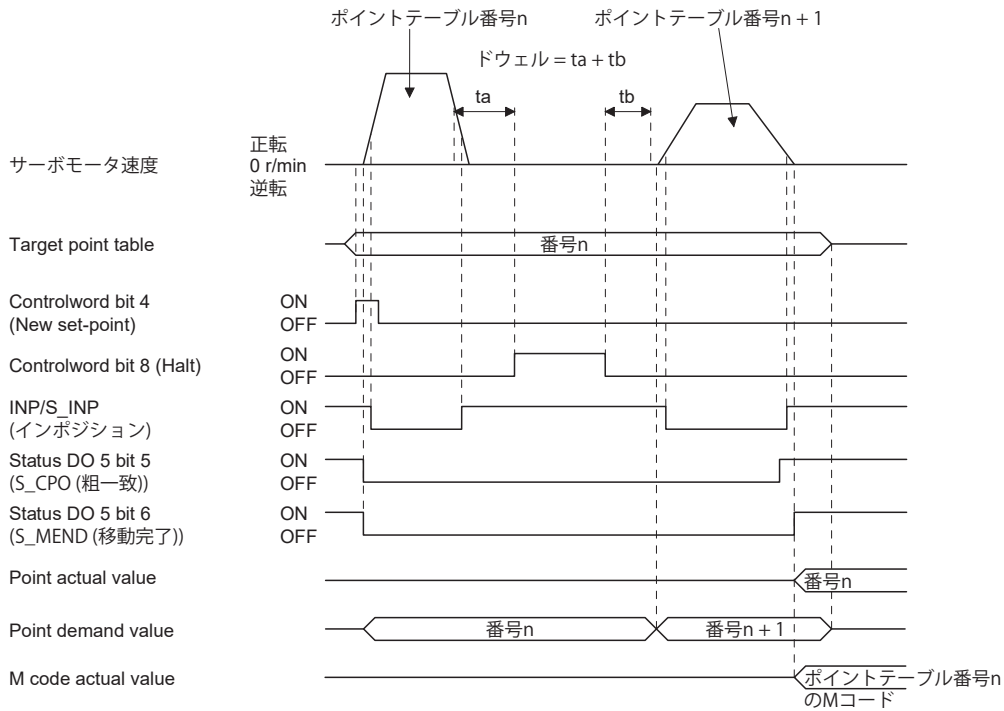 ポイントテーブル番号n
ポイントテーブル番号n + 1
ドウェル = ta + tb
ta
tb
サーボモータ速度
正転
0 r/min
逆転
Target point table
番号n
Controlword bit 4
(New set-point)
ON
OFF
Controlword bit 8 (Halt)
ON
OFF
INP/S_INP
(インポジション)
ON
OFF
Status DO 5 bit 5
(S_CPO (粗一致))
ON
OFF
Status DO 5 bit 6
(S_MEND (移動完了))
ON
OFF
Point actual value
番号n
Point demand value
番号n
番号n + 1
M code actual value
ポイントテーブル番号n
のMコード